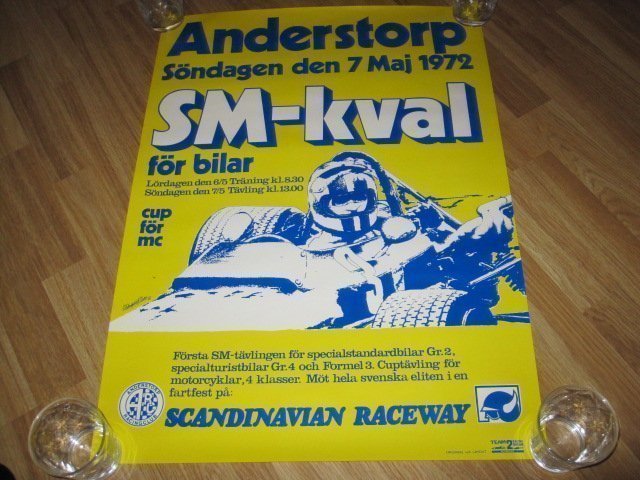 Anderstorp
Söndagen den 7 Maj 1972
SM-kval
för bilar
Lördagen den 6/5 Träning kl.8.30
Söndagen den 7/5 Tävling kl.13.00
cup
för
mc
Första SM-tävlingen för specialstandardbilar Gr.2,
specialturistbilar Gr.4 och Formel 3. Cuptävling för
motorcyklar, 4 klasser. Möt hela svenska eliten i en
fartfest på:
SCANDINAVIAN RACEWAY